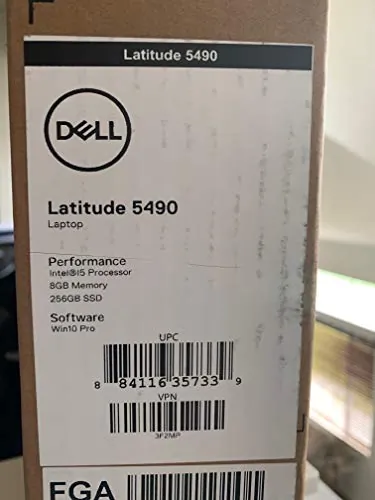 Latitude 5490
DELL
Latitude 5490
Laptop
Performance
Intel®I5 Processor
8GB Memory
256GB SSD
Software
Win10 Pro
UPC
8 84116 35733 9
VPN
3F2MP
FGA